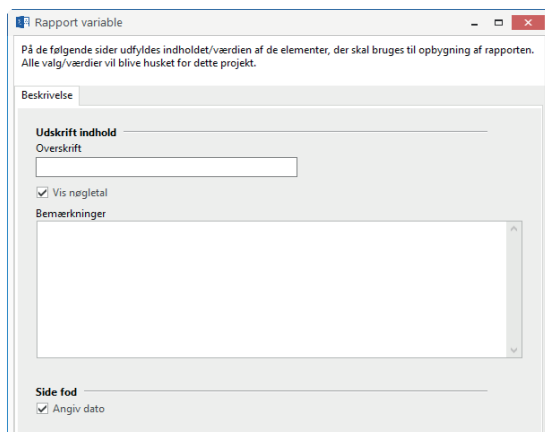 Rapport variable
På de følgende sider udfyldes indholdet/værdien af de elementer, der skal bruges til opbygning af rapporten.
Alle valg/værdier vil blive husket for dette projekt.
Beskrivelse
Udskrift indhold
Overskrift
Vis nøgletal
Bemærkninger
Side fod
Angiv dato